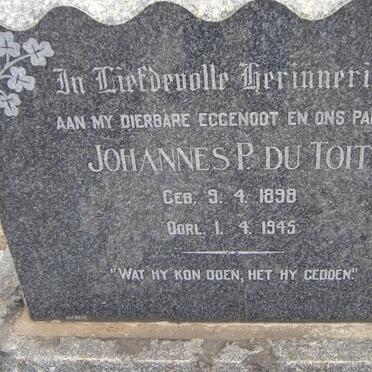 In Liefdevolle Herinneri
AAN MY DIERBARE EGGENOOT EN ONS PA
JOHANNES P. DU TOIT
GEB. 9. 4. 1898
OORL. 1. 4. 1945
"WAT HY KON DOEN, HET HY GEDOEN."